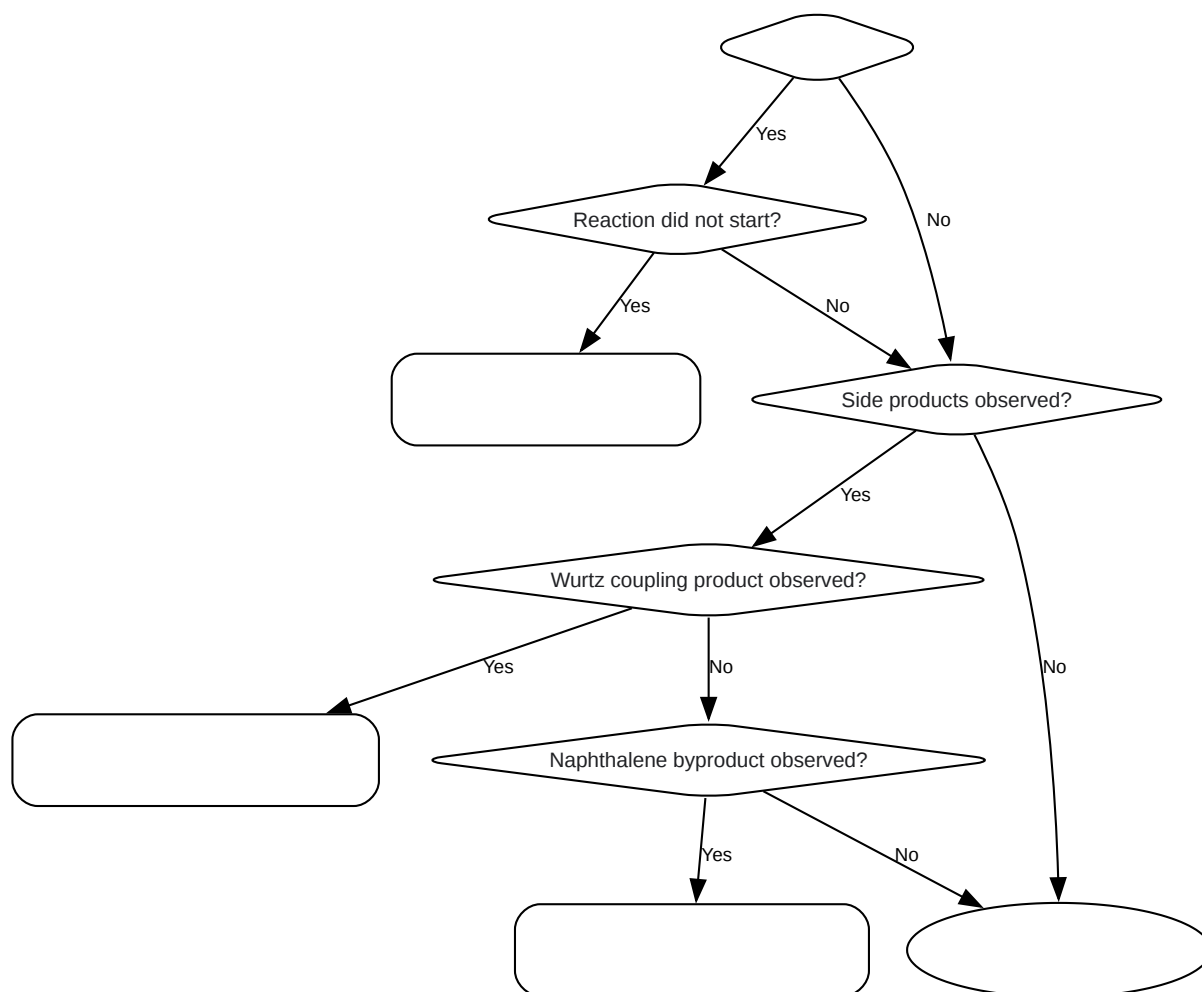 Yes
No
Reaction did not start?
Yes
No
Side products observed?
Yes
No
Wurtz coupling product observed?
Yes
No
Naphthalene byproduct observed?
Yes
No